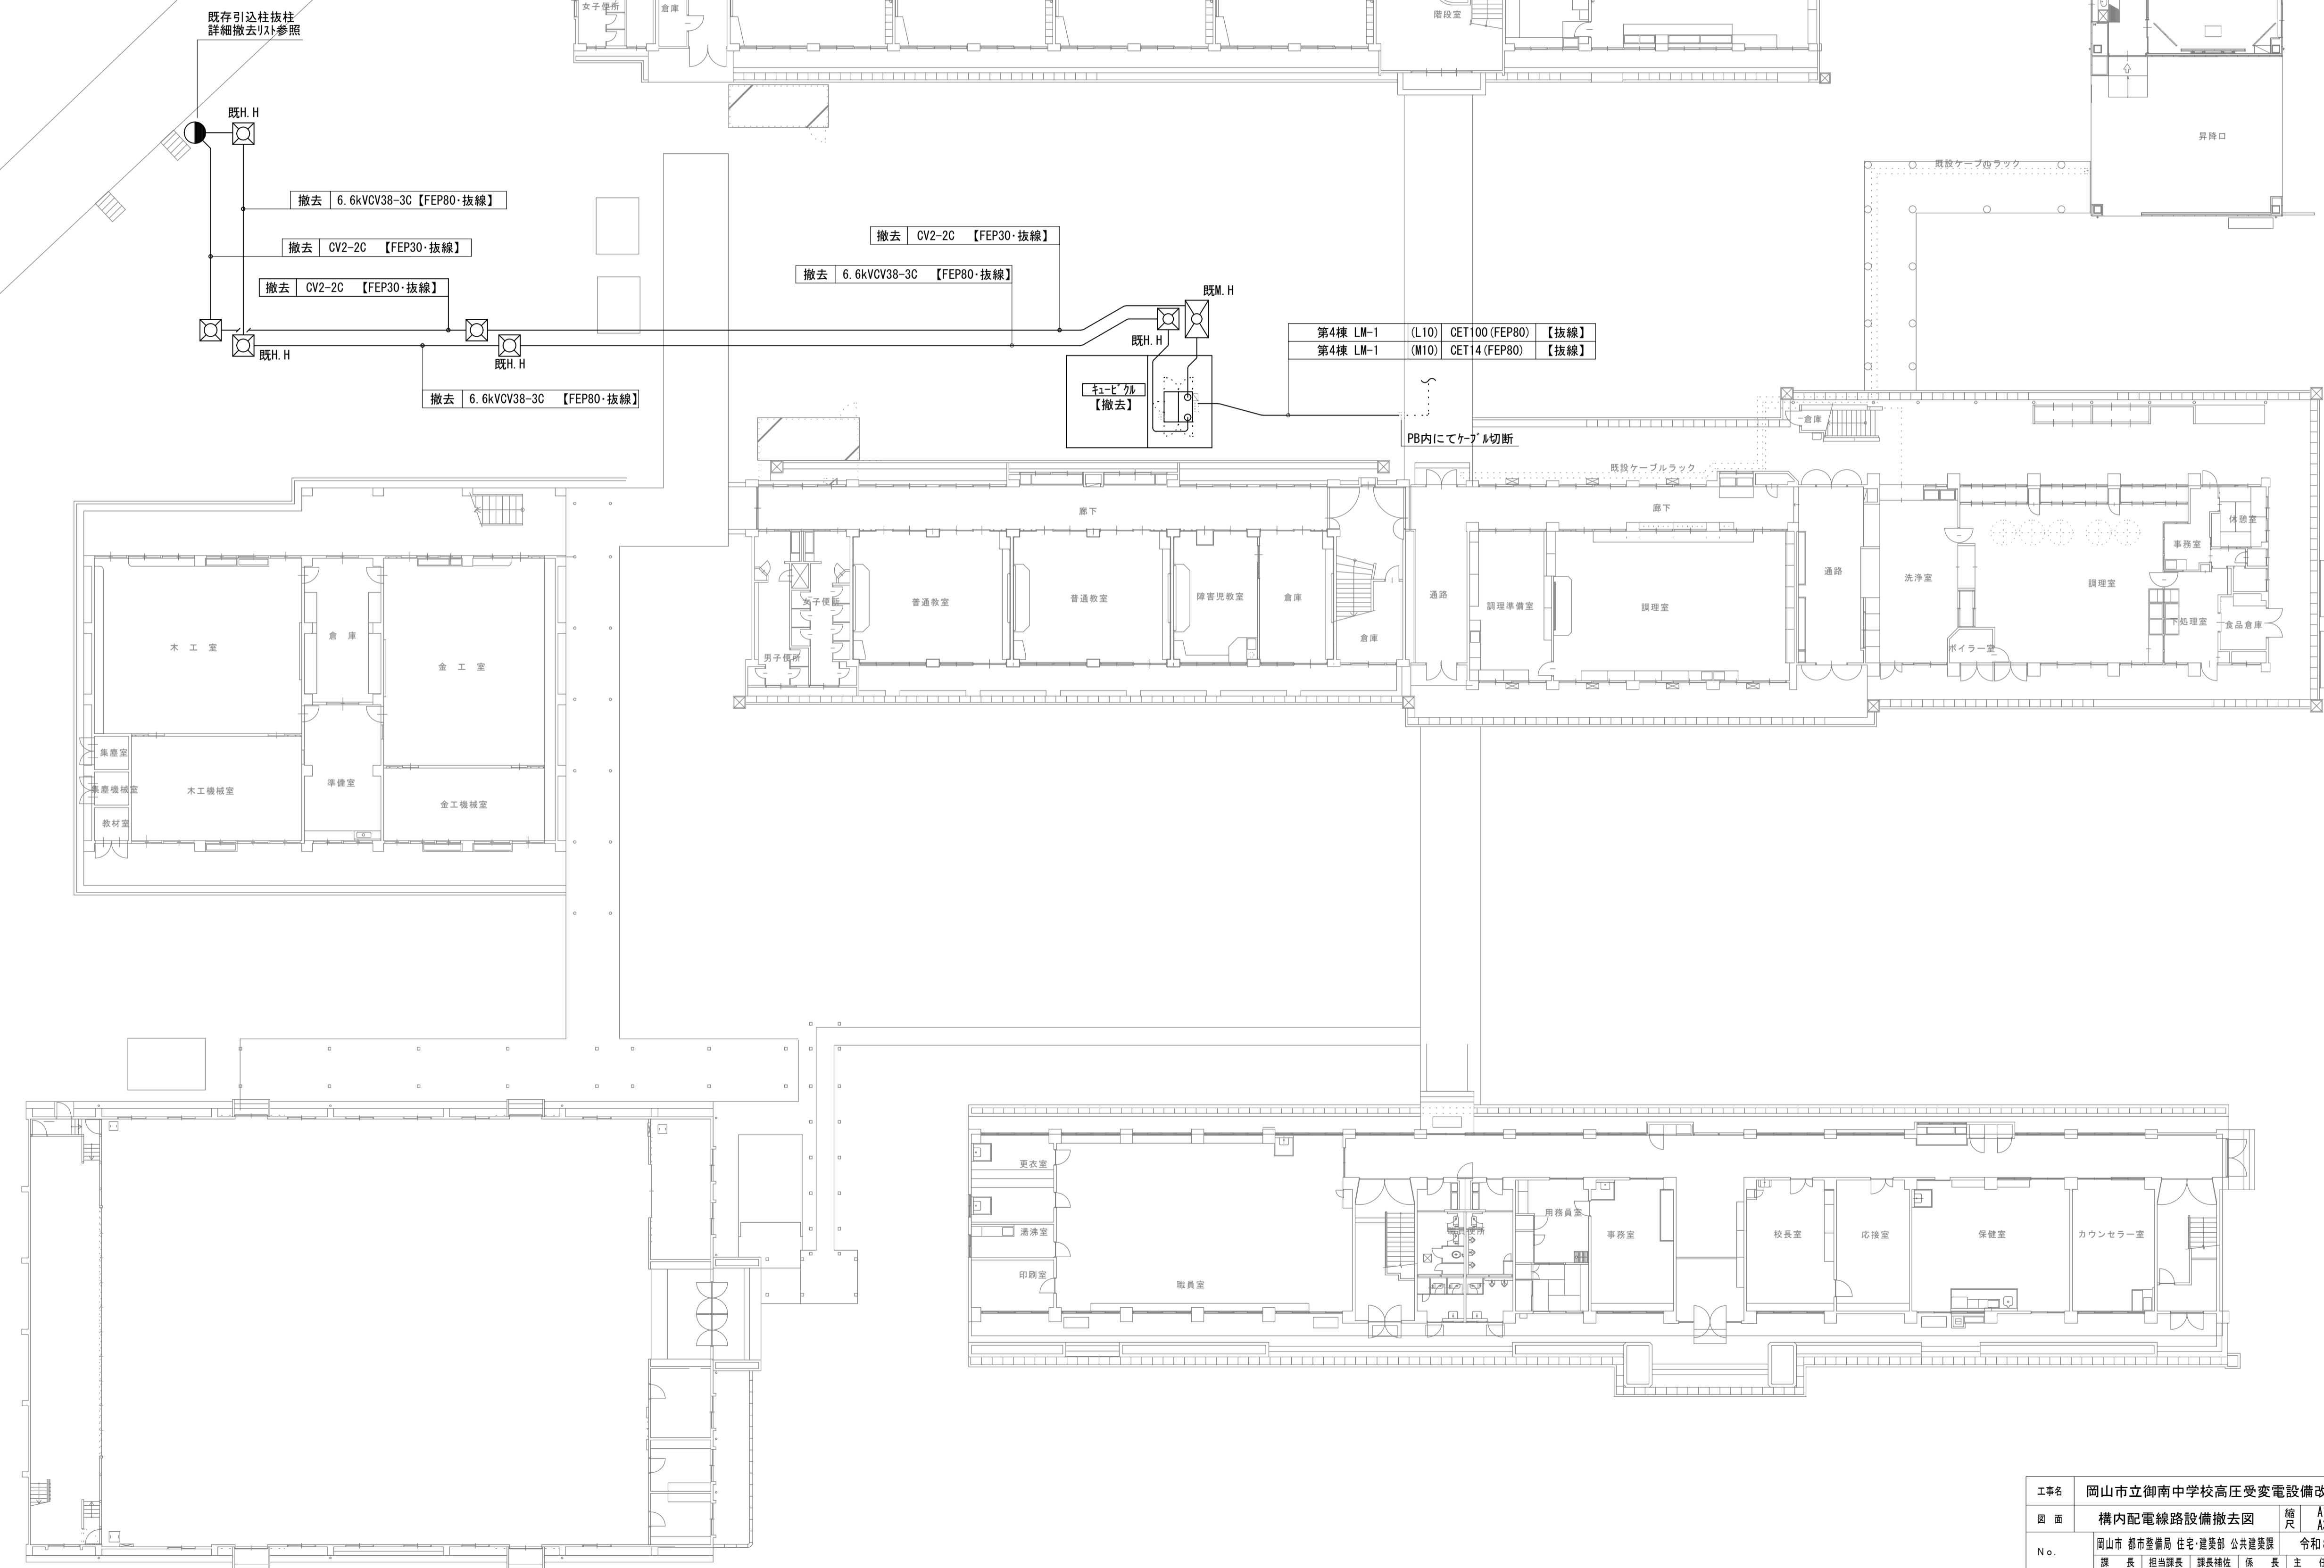 女子便所
倉庫
階段室
既存引込柱抜柱
詳細撤去リスト参照
既H.H
昇降口
既設ケーブルラック
撤去 6.6kVCV38-3C【FEP80・抜線】
撤去 CV2-2C 【FEP30・抜線】
撤去 CV2-2C 【FEP30・抜線】
撤去 CV2-2C 【FEP30・抜線】
撤去 6.6kVCV38-3C 【FEP80・抜線】
既M.H
既H.H
既H.H
既H.H
撤去 6.6kVCV38-3C 【FEP80・抜線】
第4棟 LM-1 (L10) CET100(FEP80) 【抜線】
第4棟 LM-1 (M10) CET14(FEP80) 【抜線】
キュービクル
【撤去】
PB内にてケーブル切断
倉庫
既設ケーブルラック
廊下
廊下
休憩室
事務室
通路
洗浄室
調理室
女子便所
普通教室
普通教室
障害児教室
倉庫
通路
調理準備室
調理室
下処理室
食品倉庫
倉庫
ボイラー室
男子便所
木工室
倉庫
金工室
集塵室
集塵機械室
木工機械室
準備室
金工機械室
教材室
更衣室
湯沸室
印刷室
職員室
用務員室
事務室
校長室
応接室
保健室
カウンセラー室
工事名 岡山市立御南中学校高圧受変電設備改
図面 構内配電線路設備撤去図 縮尺 A
A
No. 岡山市 都市整備局 住宅・建築部 公共建築課 令和
課長 担当課長 課長補佐 係長 主